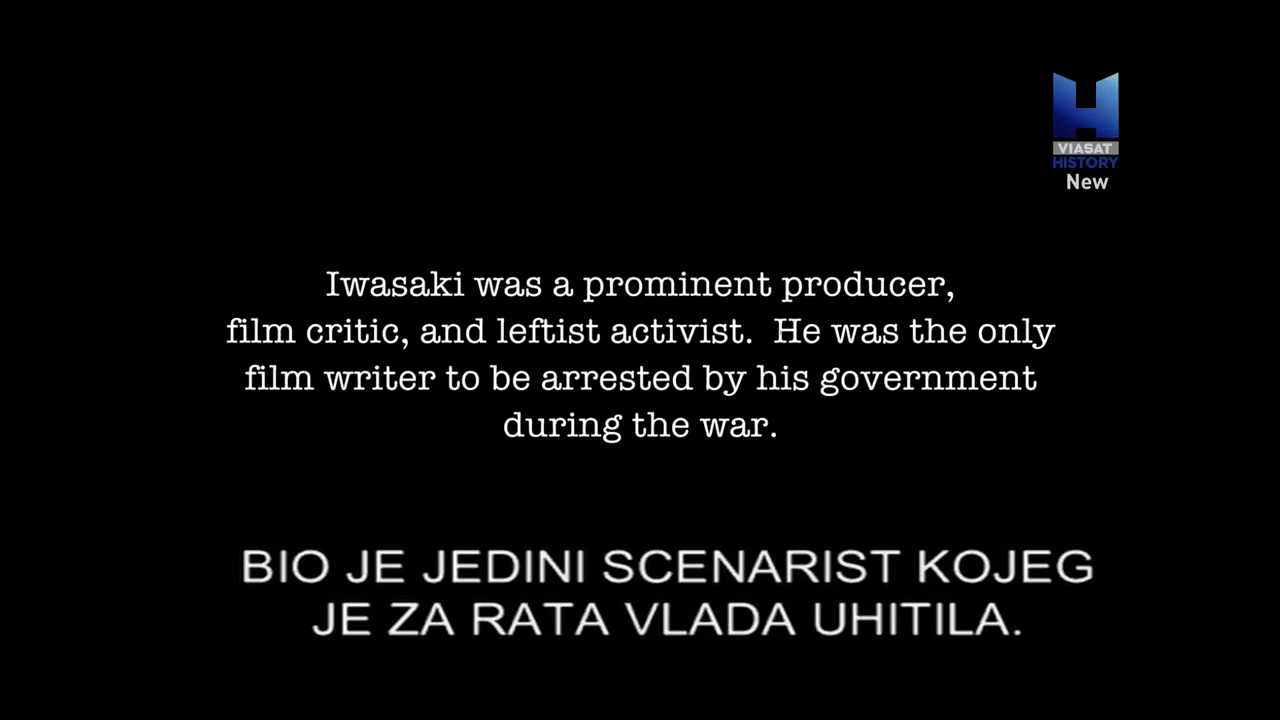 VIASAT
HISTORY
New
Iwasaki was a prominent producer,
film critic, and leftist activist.  He was the only
film writer to be arrested by his government
during the war.
BIO JE JEDINI SCENARIST KOJEG
JE ZA RATA VLADA UHITILA.